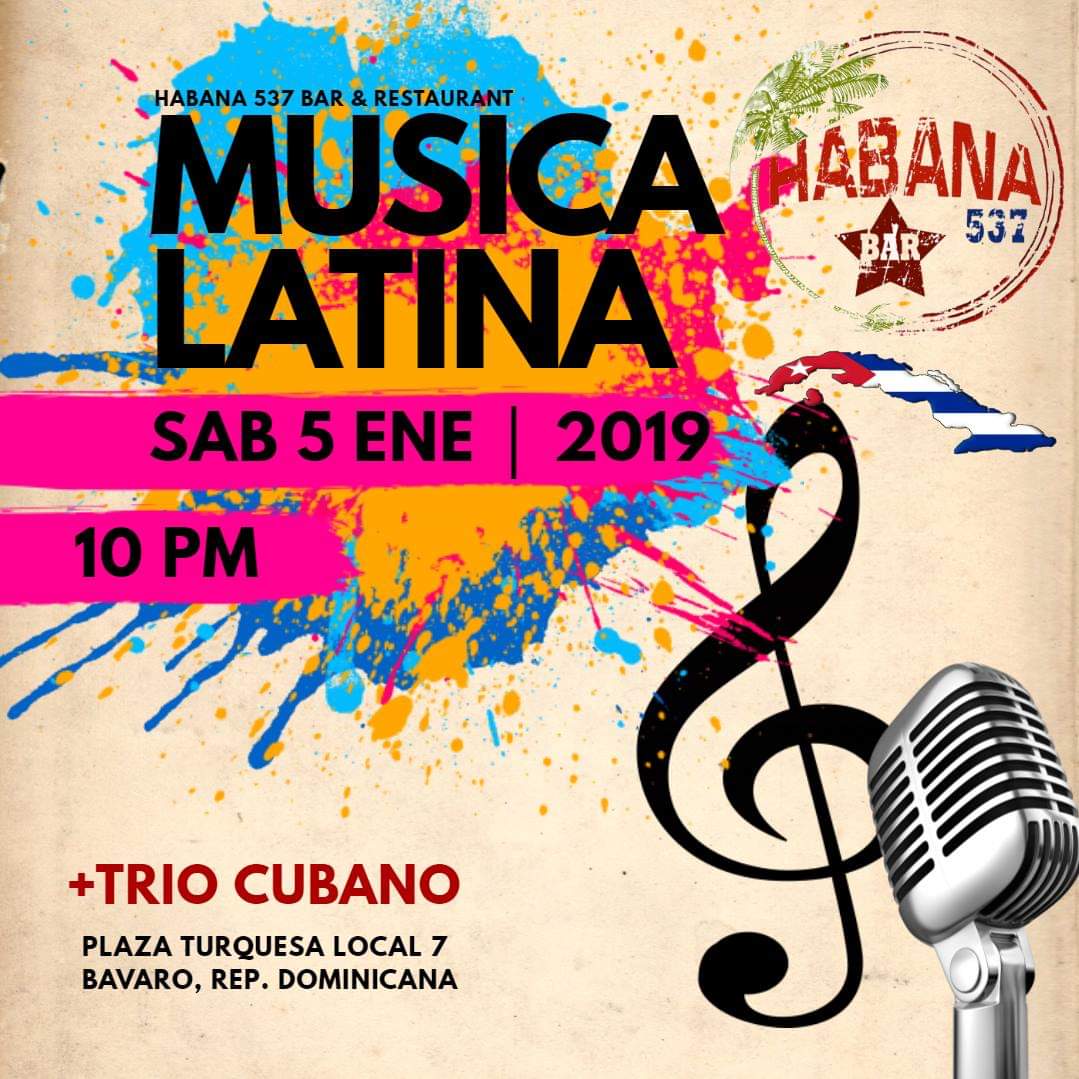 HABANA 537 BAR & RESTAURANT
MUSICA
LATINA
HABANA
537
BAR
SAB 5 ENE | 2019
10 PM
+TRIO CUBANO
PLAZA TURQUESA LOCAL 7
BAVARO, REP. DOMINICANA